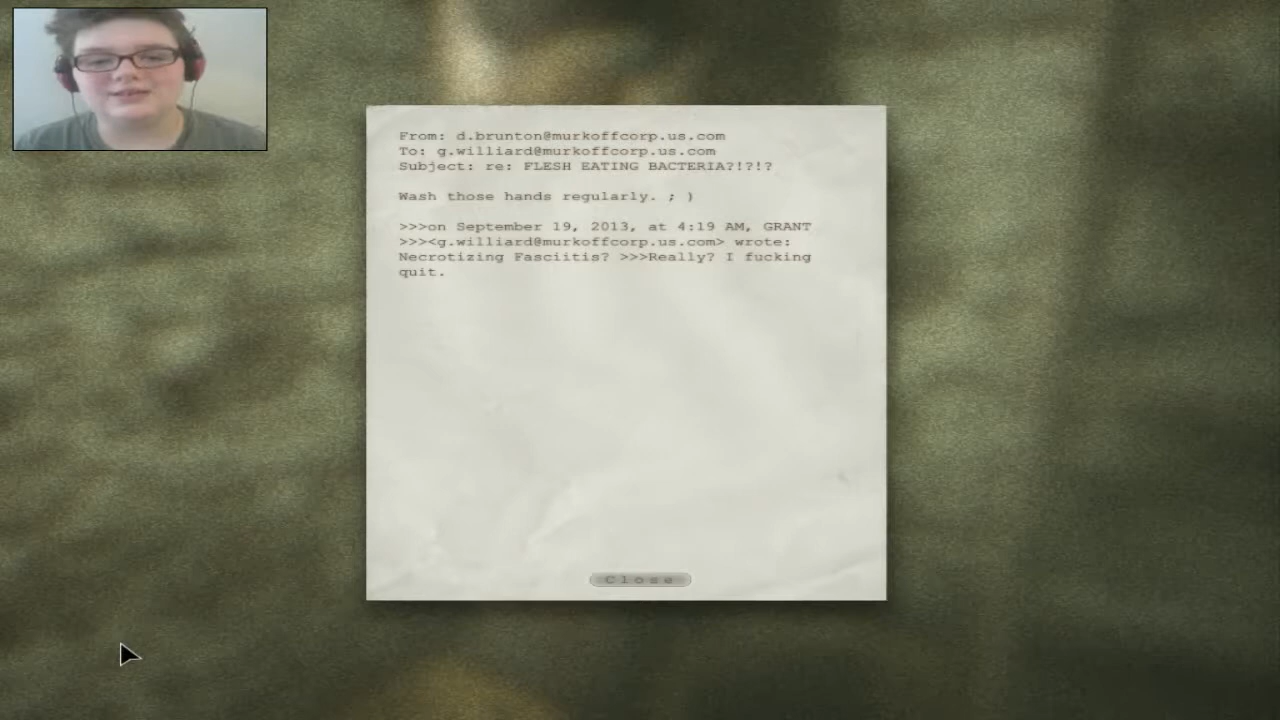 From: d.brunton@murkoffcorp.us.com
To: g.williard@murkoffcorp.us.com
Subject: re: FLESH EATING BACTERIA?!?!?
Wash those hands regularly. ; )
>>>on September 19, 2013, at 4:19 AM, GRANT
>>><g.williard@murkoffcorp.us.com> wrote:
Necrotizing Fasciitis? >>>Really? I fucking
quit.
Close